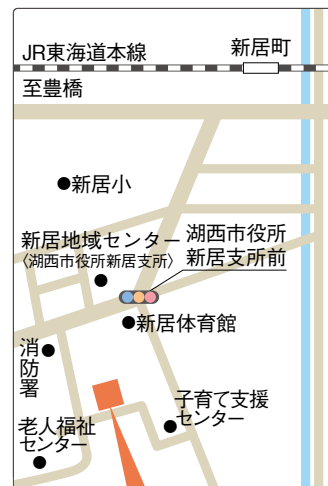 JR東海道本線
新居町
至豊橋
新居小
新居地域センター
〈湖西市役所新居支所〉
湖西市役所
新居支所前
新居体育館
消防署
子育て支援
センター
老人福祉
センター